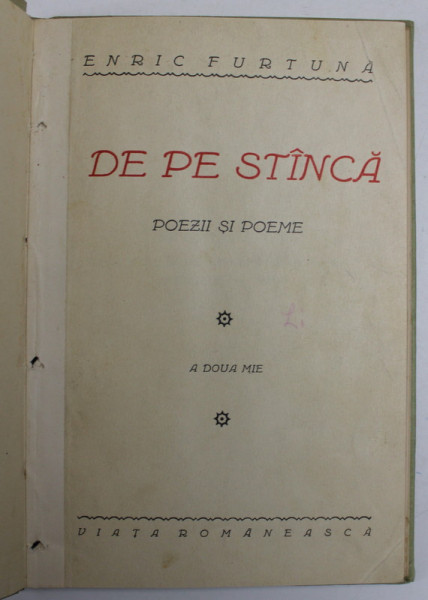 ENRIC FURTUNĂ
DE PE STÎNCĂ
POEZII ȘI POEME
L.
A DOUA MIE
VIAȚA ROMÂNEASCĂ